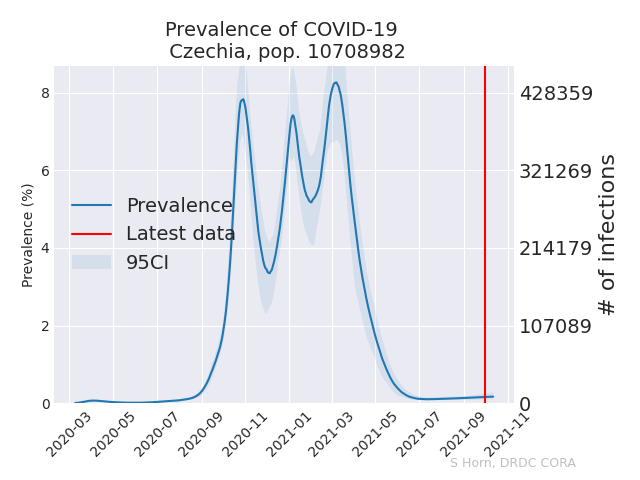 Prevalence of COVID-19
Czechia, pop. 10708982
Prevalence (%)
8
6
4
2
0
428359
321269
214179
107089
0
# of infections
Prevalence
Latest data
95CI
2020-03
2020-05
2020-07
2020-09
2020-11
2021-01
2021-03
2021-05
2021-07
2021-09
2021-11
S Horn, DRDC CORA